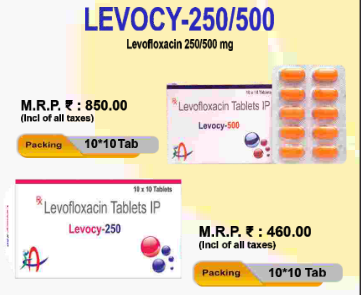 LEVOCY-250/500
Levofloxacin 250/500 mg
M.R.P. ₹ : 850.00
(Incl of all taxes)
Packing 10*10 Tab
10 x 10 Tablets
Rx Levofloxacin Tablets IP
Levocy-500
10 x 10 Tablets
Rx Levofloxacin Tablets IP
Levocy-250
M.R.P. ₹ : 460.00
(Incl of all taxes)
Packing 10*10 Tab